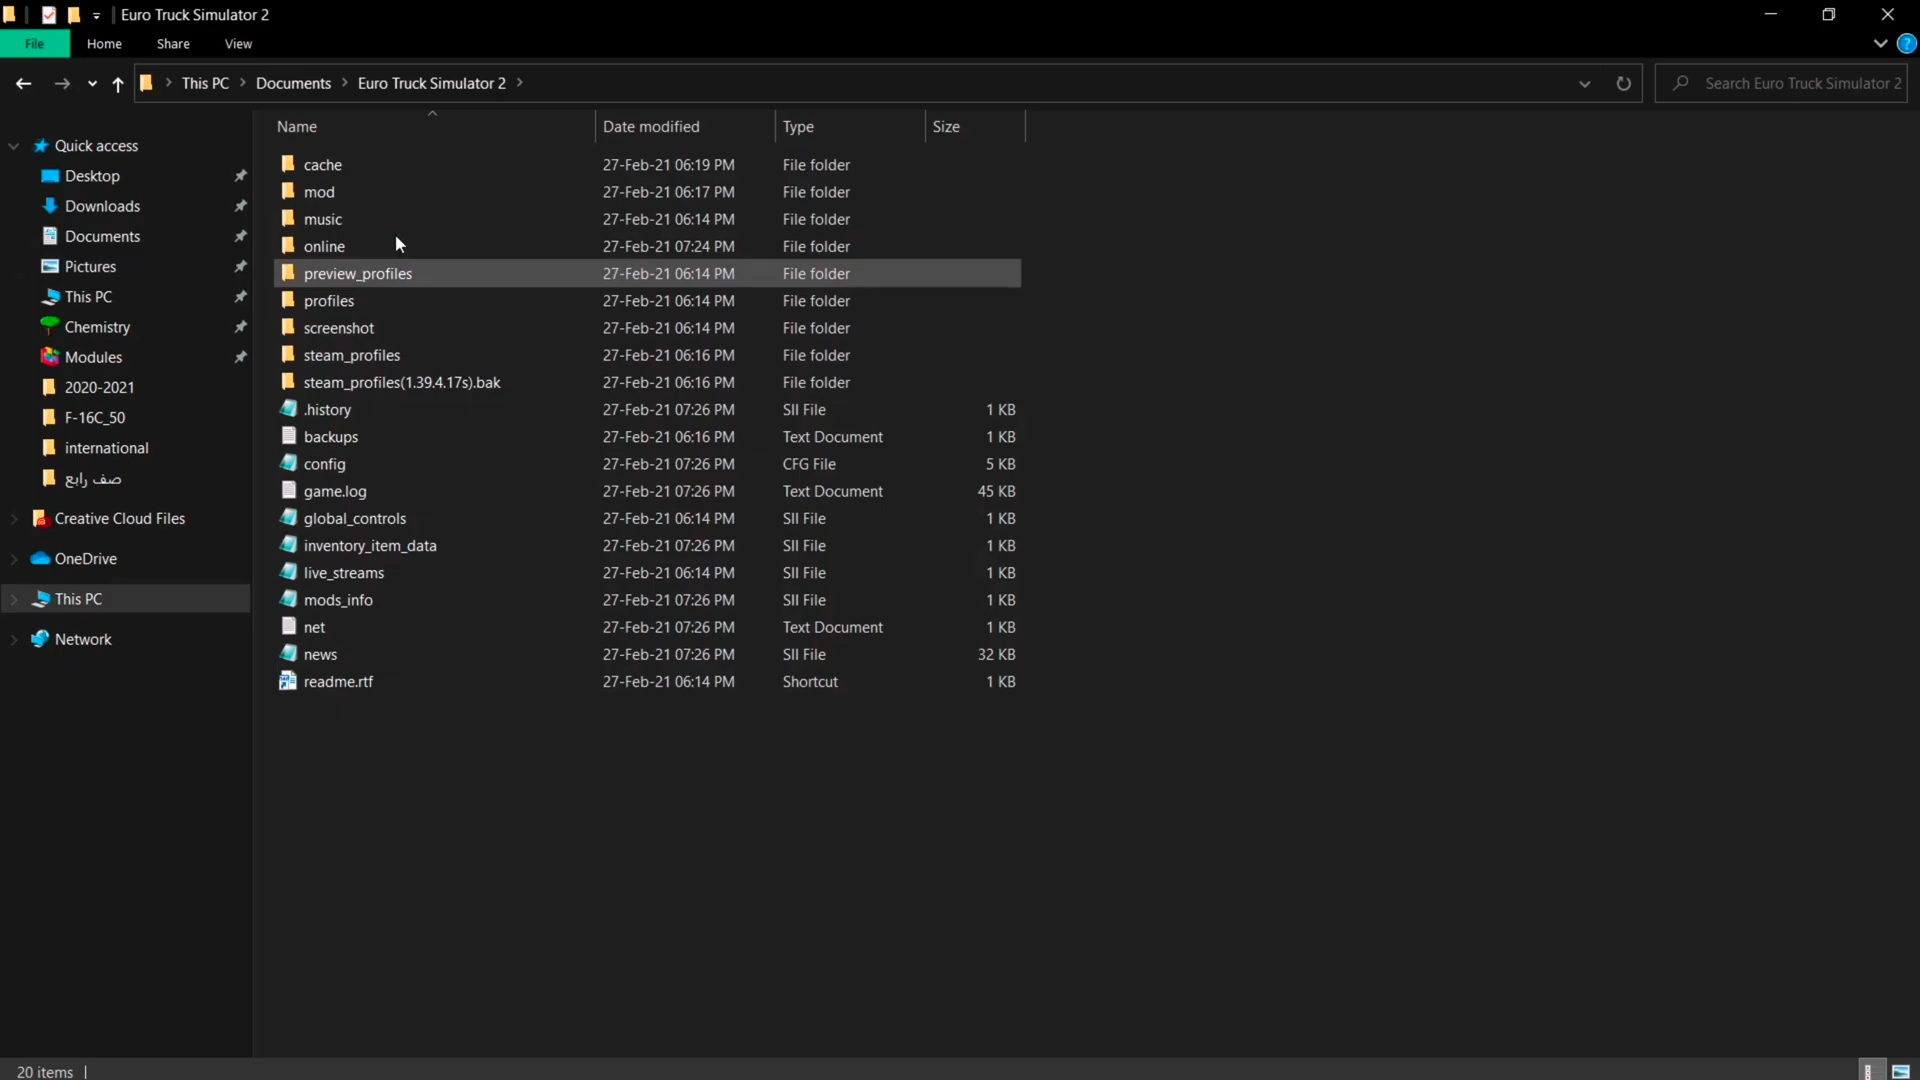 Euro Truck Simulator 2
File Home Share View
This PC Documents Euro Truck Simulator 2
Search Euro Truck Simulator 2
Quick access
Desktop
Downloads
Documents
Pictures
This PC
Chemistry
Modules
2020-2021
F-16C_50
international
صف رابع
Creative Cloud Files
OneDrive
This PC
Network
Name Date modified Type Size
cache 27-Feb-21 06:19 PM File folder
mod 27-Feb-21 06:17 PM File folder
music 27-Feb-21 06:14 PM File folder
online 27-Feb-21 07:24 PM File folder
preview_profiles 27-Feb-21 06:14 PM File folder
profiles 27-Feb-21 06:14 PM File folder
screenshot 27-Feb-21 06:14 PM File folder
steam_profiles 27-Feb-21 06:16 PM File folder
steam_profiles(1.39.4.17s).bak 27-Feb-21 06:16 PM File folder
.history 27-Feb-21 07:26 PM SII File 1 KB
backups 27-Feb-21 06:16 PM Text Document 1 KB
config 27-Feb-21 07:26 PM CFG File 5 KB
game.log 27-Feb-21 07:26 PM Text Document 45 KB
global_controls 27-Feb-21 06:14 PM SII File 1 KB
inventory_item_data 27-Feb-21 07:26 PM SII File 1 KB
live_streams 27-Feb-21 06:14 PM SII File 1 KB
mods_info 27-Feb-21 07:26 PM SII File 1 KB
net 27-Feb-21 07:26 PM Text Document 1 KB
news 27-Feb-21 07:26 PM SII File 32 KB
readme.rtf 27-Feb-21 06:14 PM Shortcut 1 KB
20 items